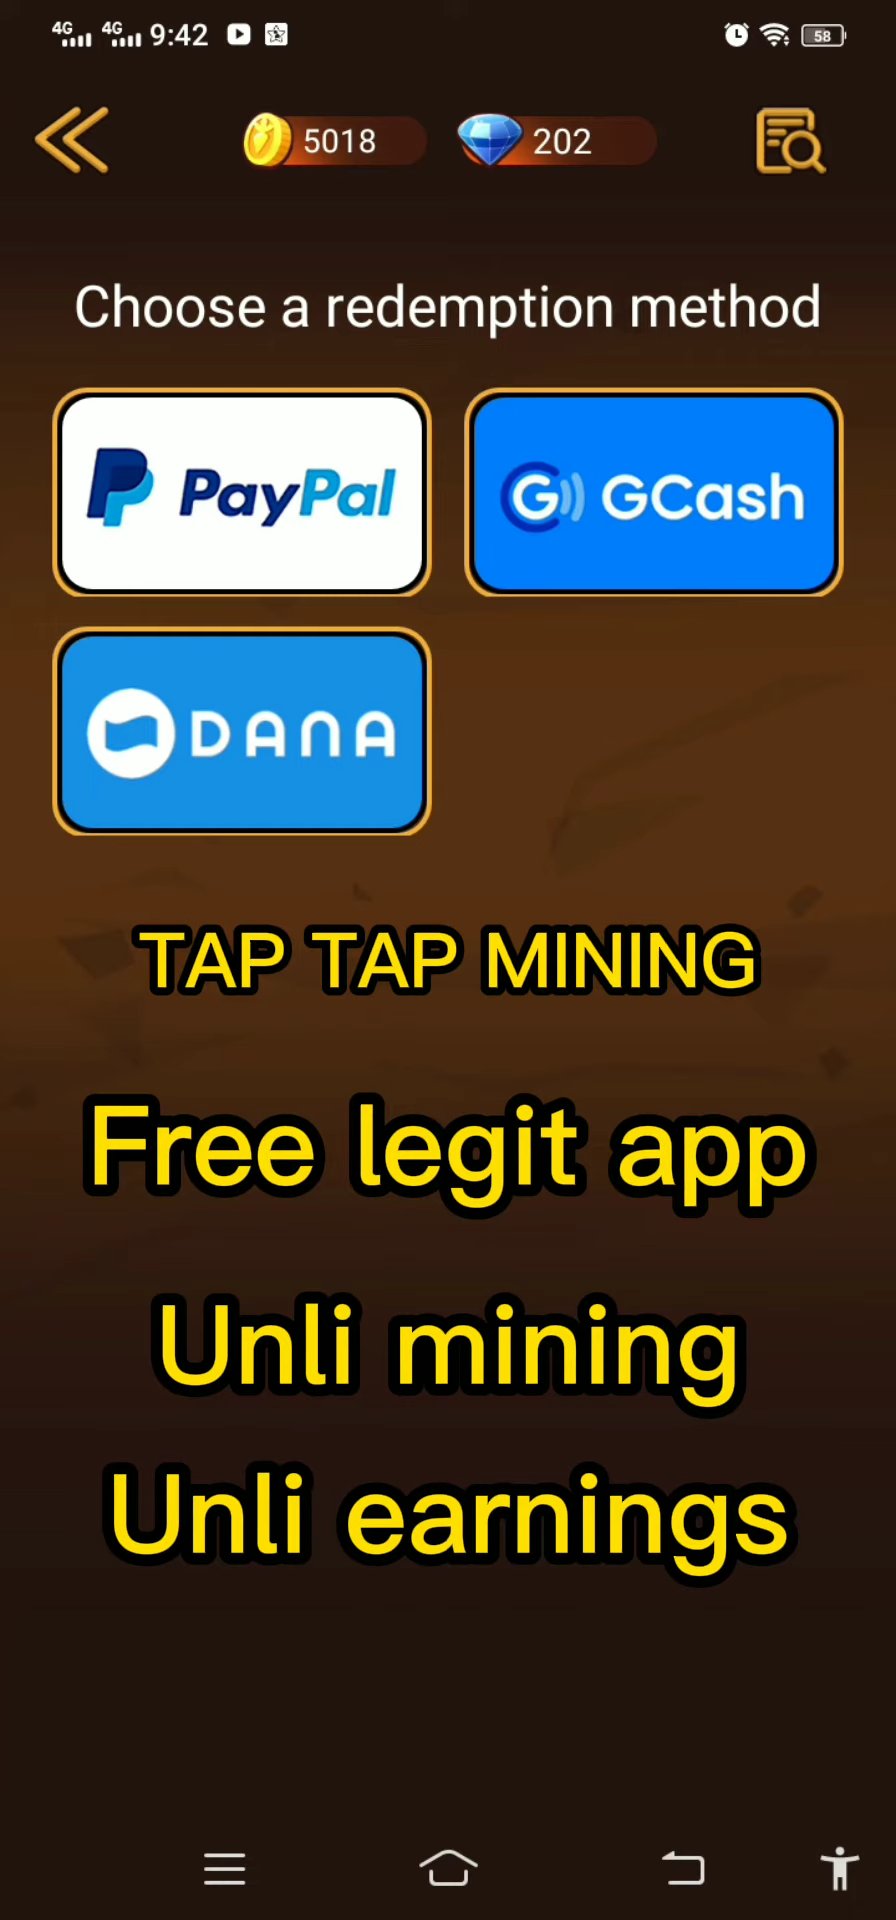 4G 4G 9:42 58
5018 202
Choose a redemption method
PayPal GCash
DANA
TAP TAP MINING
Free legit app
Unli mining
Unli earnings